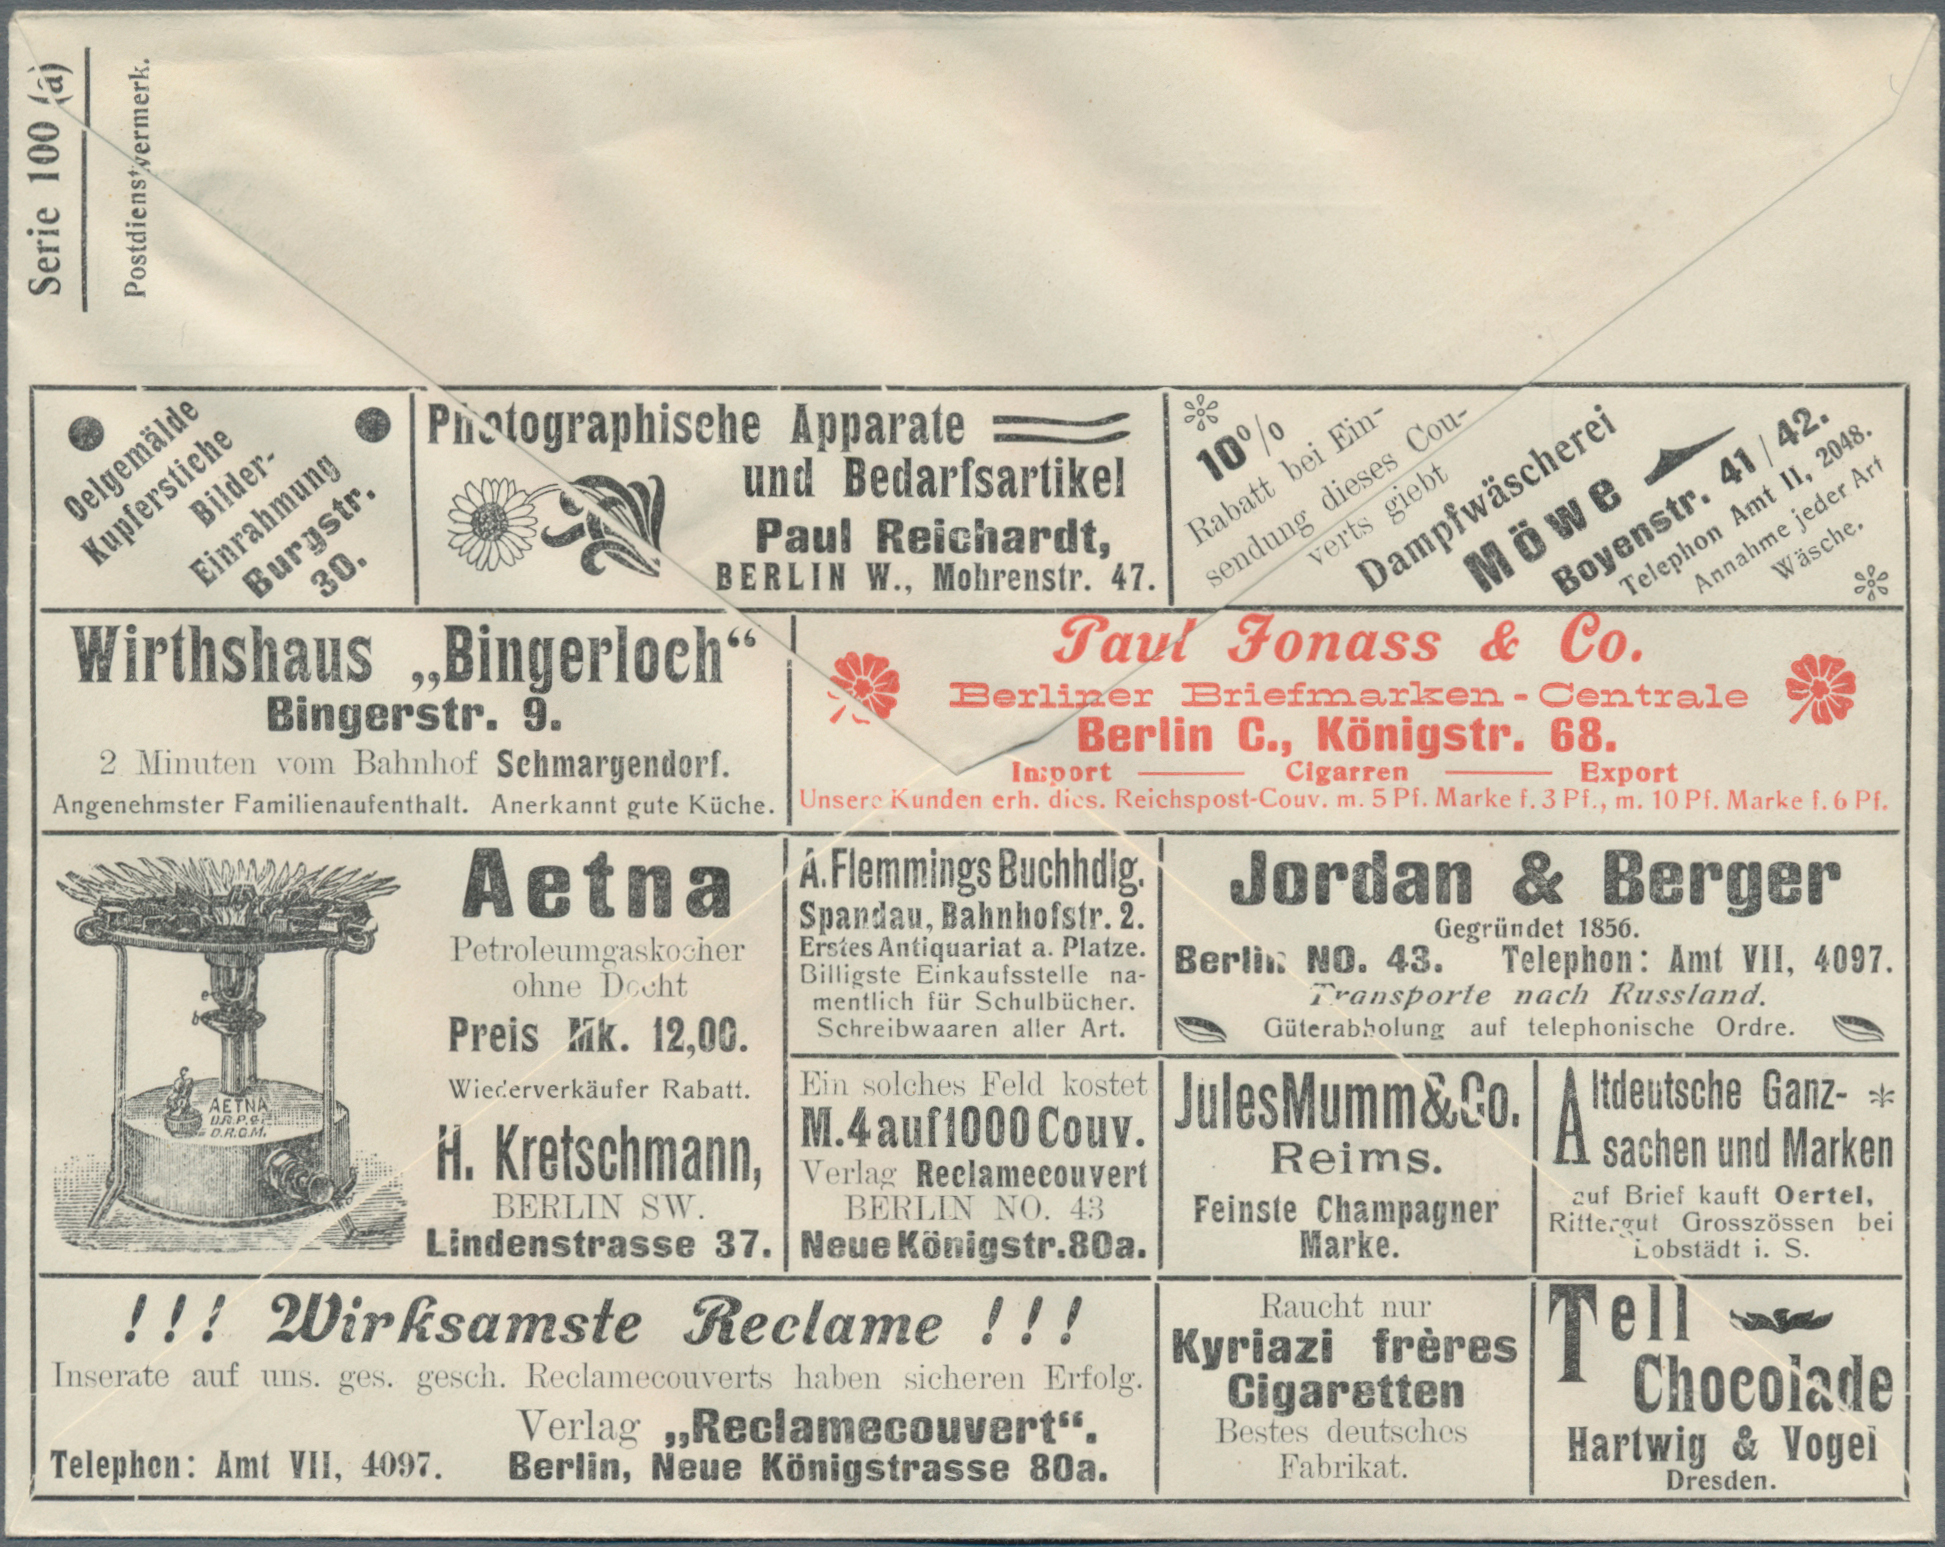 Serie 100 (a)
Postdienstvermerk.
Oelgemälde
Kupferstiche
Bilder-
Einrahmung
Burgstr.
30.
Photographische Apparate
und Bedarfsartikel
Paul Reichardt,
BERLIN W., Mohrenstr. 47.
10%
Rabatt bei Ein-
sendung dieses Cou-
verts giebt
Dampfwäscherei
Möwe
Boyenstr. 41/42.
Telephon Amt II, 2048.
Annahme jeder Art
Wäsche.
Wirthshaus „Bingerloch“
Bingerstr. 9.
2 Minuten vom Bahnhof Schmargendorf.
Angenehmster Familienaufenthalt. Anerkannt gute Küche.
Paul Jonass & Co.
Berliner Briefmarken-Centrale
Berlin C., Königstr. 68.
Import — Cigarren — Export
Unsere Kunden erh. dies. Reichspost-Couv. m. 5 Pf. Marke f. 3 Pf., m. 10 Pf. Marke f. 6 Pf.
e
b
AETNA
D.R.P. &
D.R.G.M.
Aetna
Petroleumgaskocher
ohne Docht
Preis Mk. 12,00.
Wiederverkäufer Rabatt.
H. Kretschmann,
BERLIN SW.
Lindenstrasse 37.
A. Flemmings Buchhdlg.
Spandau, Bahnhofstr. 2.
Erstes Antiquariat a. Platze.
Billigste Einkaufsstelle na-
mentlich für Schulbücher.
Schreibwaaren aller Art.
Jordan & Berger
Gegründet 1856.
Berlin NO. 43. Telephon: Amt VII, 4097.
Transporte nach Russland.
Güterabholung auf telephonische Ordre.
Ein solches Feld kostet
M. 4 auf 1000 Couv.
Verlag Reclamecouvert
BERLIN NO. 43
Neue Königstr. 80a.
Jules Mumm & Co.
Reims.
Feinste Champagner
Marke.
Altdeutsche Ganz-
sachen und Marken
auf Brief kauft Oertel,
Rittergut Grosszössen bei
Lobstädt i. S.
!!! Wirksamste Reclame !!!
Inserate auf uns. ges. gesch. Reclamecouverts haben sicheren Erfolg.
Verlag „Reclamecouvert“.
Telephon: Amt VII, 4097. Berlin, Neue Königstrasse 80a.
Raucht nur
Kyriazi frères
Cigaretten
Bestes deutsches
Fabrikat.
Tell
Chocolade
Hartwig & Vogel
Dresden.